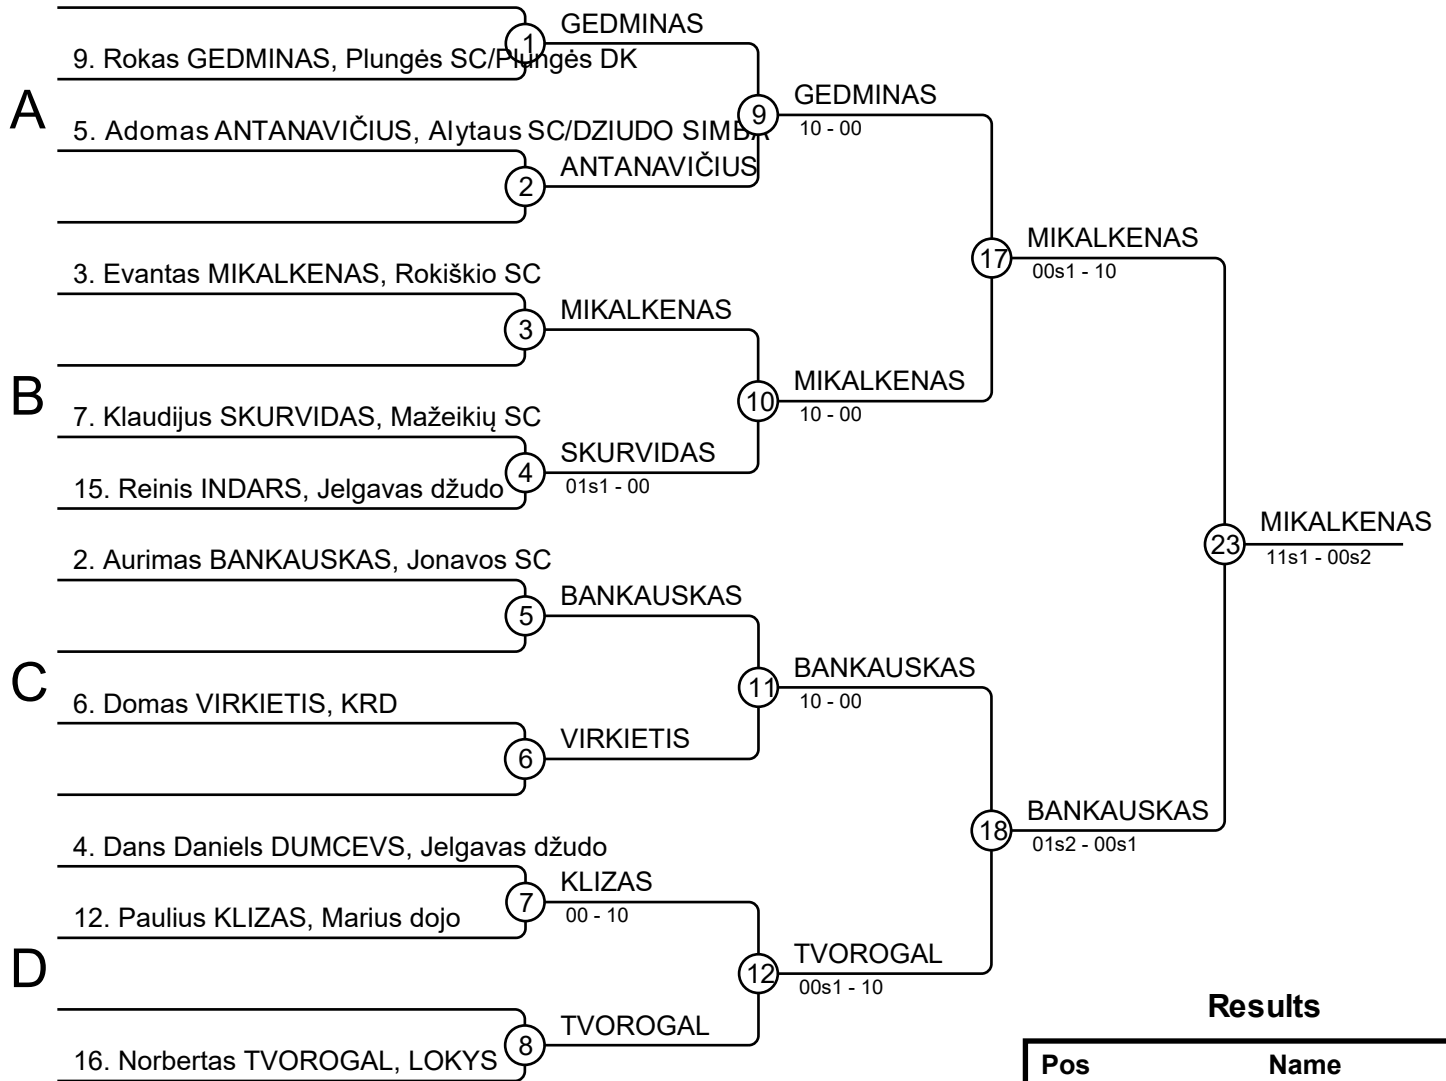 GEDMINAS
1
9. Rokas GEDMINAS, Plungės SC/Plungės DK
A
GEDMINAS
9
10 - 00
5. Adomas ANTANAVIČIUS, Alytaus SC/DZIUDO SIMBA
ANTANAVIČIUS
2
MIKALKENAS
17
00s1 - 10
3. Evantas MIKALKENAS, Rokiškio SC
MIKALKENAS
3
B
MIKALKENAS
10
10 - 00
7. Klaudijus SKURVIDAS, Mažeikių SC
SKURVIDAS
4
01s1 - 00
15. Reinis INDARS, Jelgavas džudo
MIKALKENAS
23
11s1 - 00s2
2. Aurimas BANKAUSKAS, Jonavos SC
BANKAUSKAS
5
C
BANKAUSKAS
11
10 - 00
6. Domas VIRKIETIS, KRD
VIRKIETIS
6
BANKAUSKAS
18
01s2 - 00s1
4. Dans Daniels DUMCEVS, Jelgavas džudo
KLIZAS
7
00 - 10
12. Paulius KLIZAS, Marius dojo
D
TVOROGAL
12
00s1 - 10
TVOROGAL
8
16. Norbertas TVOROGAL, LOKYS
Results
Pos Name